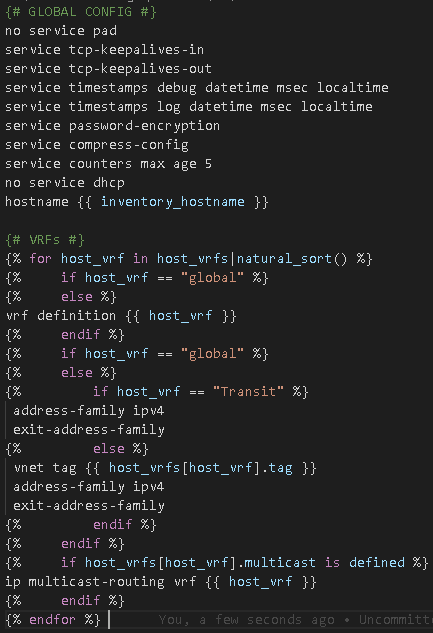 {# GLOBAL CONFIG #}
no service pad
service tcp-keepalives-in
service tcp-keepalives-out
service timestamps debug datetime msec localtime
service timestamps log datetime msec localtime
service password-encryption
service compress-config
service counters max age 5
no service dhcp
hostname {{ inventory_hostname }}

{# VRFs #}
{% for host_vrf in host_vrfs|natural_sort() %}
{%     if host_vrf == "global" %}
{%     else %}
vrf definition {{ host_vrf }}
{%     endif %}
{%     if host_vrf == "global" %}
{%     else %}
{%         if host_vrf == "Transit" %}
 address-family ipv4
 exit-address-family
{%         else %}
 vnet tag {{ host_vrfs[host_vrf].tag }}
 address-family ipv4
 exit-address-family
{%         endif %}
{%     endif %}
{%     if host_vrfs[host_vrf].multicast is defined %}
ip multicast-routing vrf {{ host_vrf }}
{%     endif %}
{% endfor %}     You, a few seconds ago • Uncommitte